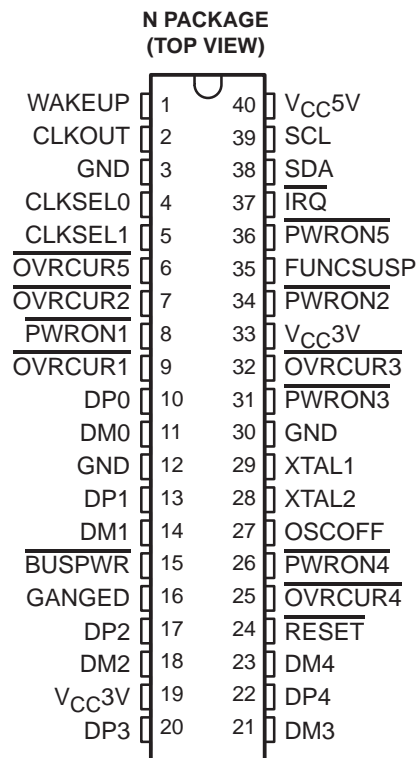 N PACKAGE
(TOP VIEW)
WAKEUP 1 40 VCC5V
CLKOUT 2 39 SCL
GND 3 38 SDA
CLKSEL0 4 37 IRQ
CLKSEL1 5 36 PWRON5
OVRCUR5 6 35 FUNCSUSP
OVRCUR2 7 34 PWRON2
PWRON1 8 33 VCC3V
OVRCUR1 9 32 OVRCUR3
DP0 10 31 PWRON3
DM0 11 30 GND
GND 12 29 XTAL1
DP1 13 28 XTAL2
DM1 14 27 OSCOFF
BUSPWR 15 26 PWRON4
GANGED 16 25 OVRCUR4
DP2 17 24 RESET
DM2 18 23 DM4
VCC3V 19 22 DP4
DP3 20 21 DM3